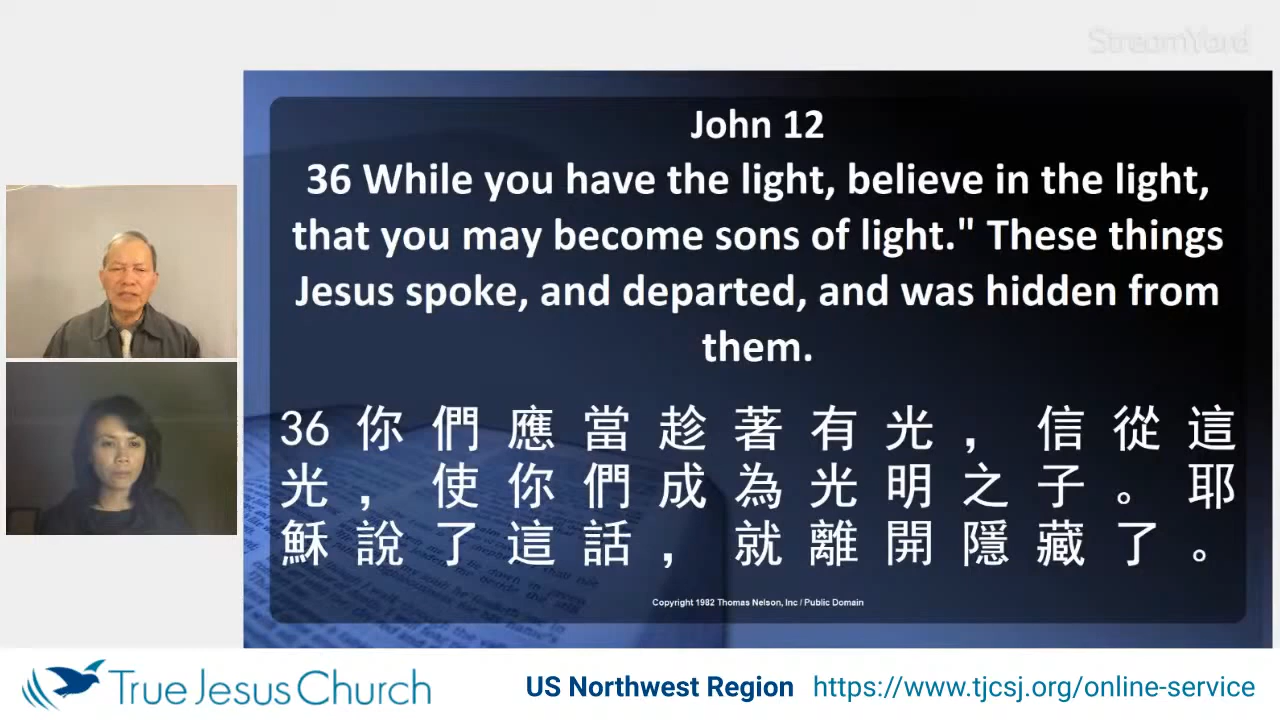 StreamYard
John 12
36 While you have the light, believe in the light,
that you may become sons of light." These things
Jesus spoke, and departed, and was hidden from
them.
36 你們應當趁著有光，信從這
光，使你們成為光明之子。耶
穌說了這話，就離開隱藏了。
Copyright 1982 Thomas Nelson, Inc / Public Domain
True Jesus Church
US Northwest Region https://www.tjcsj.org/online-service